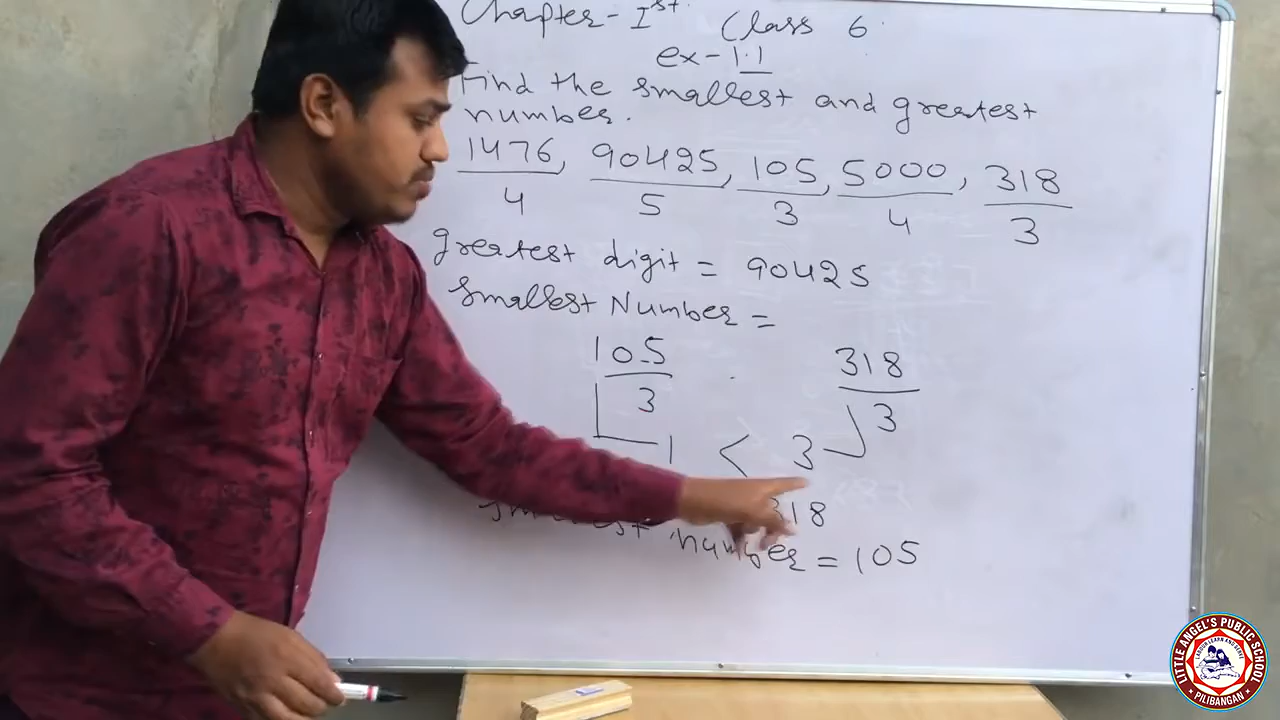 Chapter-Ist Class 6
ex-1.1
Find the smallest and greatest
number.
1476, 90425, 105, 5000, 318
4 5 3 4 3
greatest digit = 90425
Smallest Number =
105 318
3 3
1 < 3
318
number = 105
LITTLE ANGEL'S PUBLIC SCHOOL
PILIBANGAN